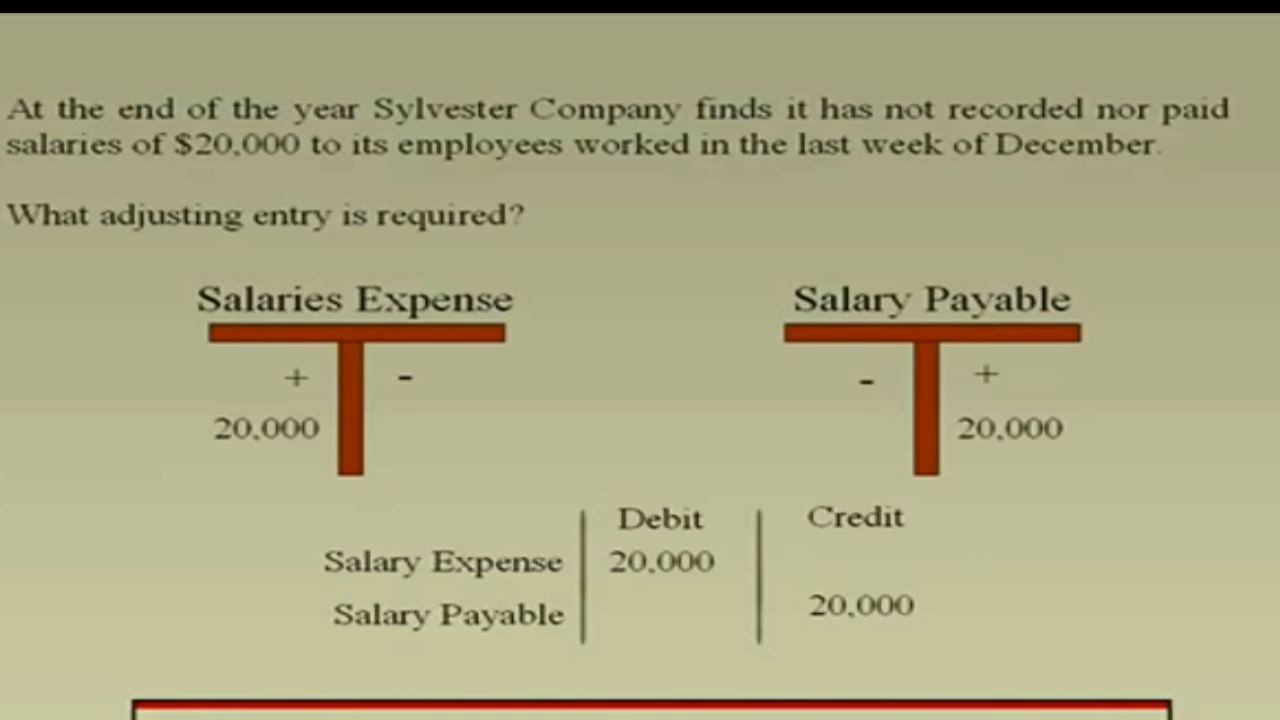 At the end of the year Sylvester Company finds it has not recorded nor paid
salaries of $20,000 to its employees worked in the last week of December.
What adjusting entry is required?
Salaries Expense Salary Payable
+ - - +
20,000 20,000
Debit Credit
Salary Expense 20,000
Salary Payable 20,000